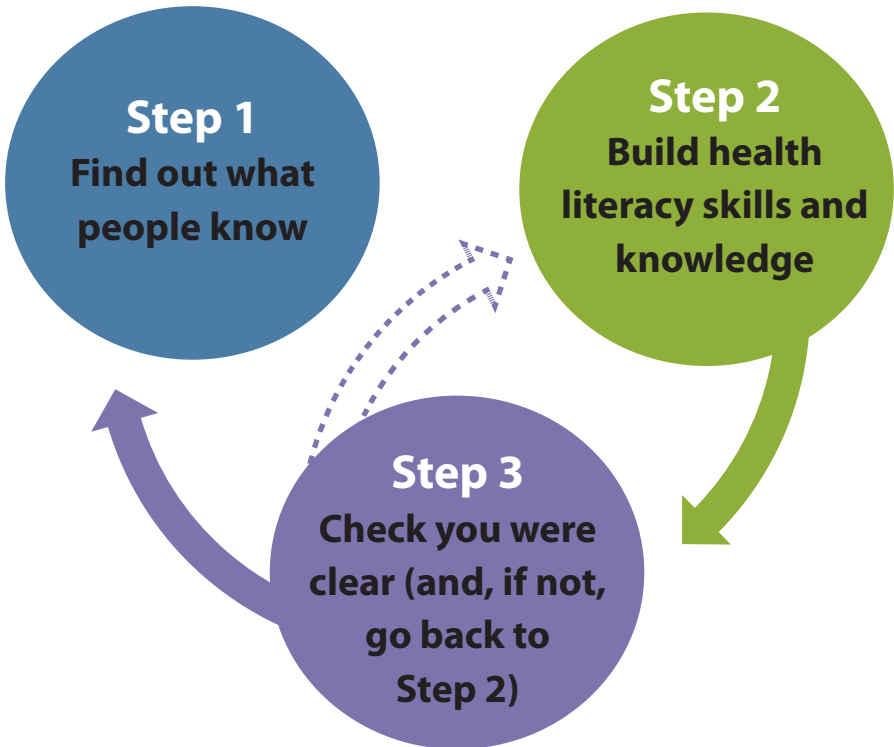 Step 1
Find out what
people know
Step 2
Build health
literacy skills and
knowledge
Step 3
Check you were
clear (and, if not,
go back to
Step 2)